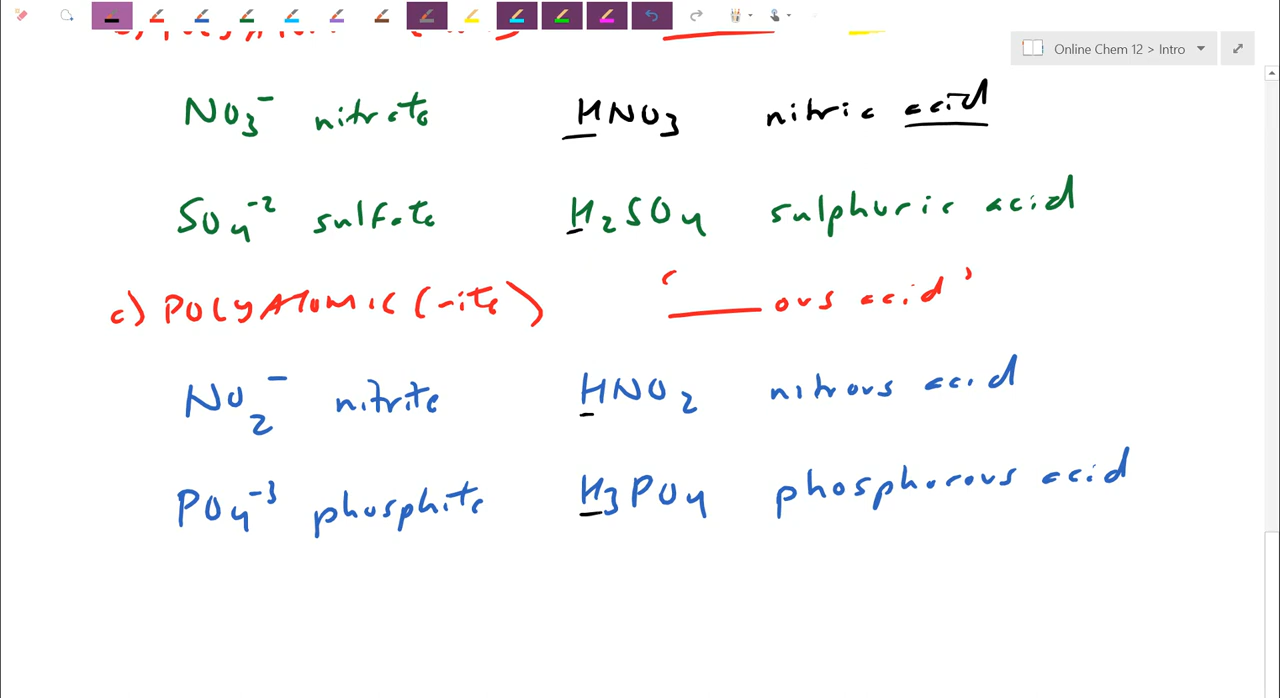 Online Chem 12 > Intro
NO₃⁻ nitrate HNO₃ nitric acid
SO₄⁻² sulfate H₂SO₄ sulphuric acid
c) POLYATOMIC (-ite) "____ous acid"
NO₂⁻ nitrite HNO₂ nitrous acid
PO₄⁻³ phosphite H₃PO₄ phosphorous acid